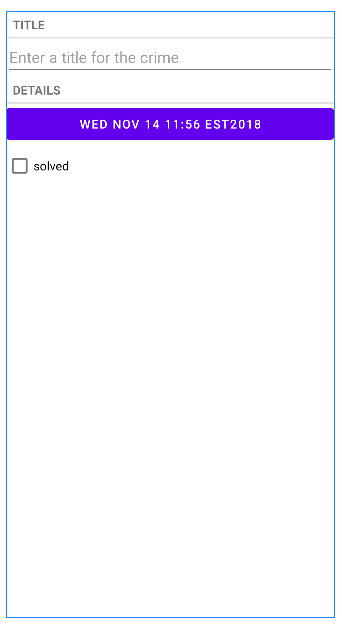 TITLE
Enter a title for the crime
DETAILS
WED NOV 14 11:56 EST2018
solved